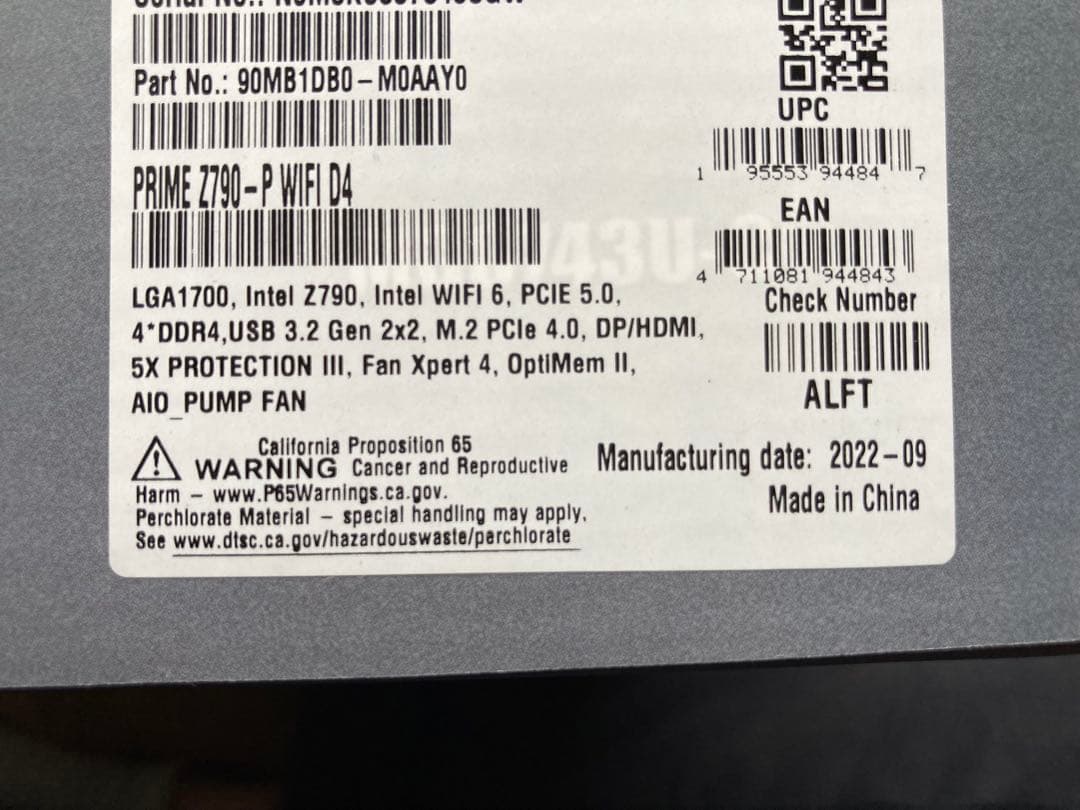 Part No.: 90MB1DB0-M0AAY0
PRIME Z790-P WIFI D4
LGA1700, Intel Z790, Intel WIFI 6, PCIE 5.0,
4*DDR4,USB 3.2 Gen 2x2, M.2 PCIe 4.0, DP/HDMI,
5X PROTECTION III, Fan Xpert 4, OptiMem II,
AIO_PUMP FAN
UPC
1 95553 94484 7
EAN
4 711081 944843
Check Number
ALFT
California Proposition 65
WARNING Cancer and Reproductive
Harm - www.P65Warnings.ca.gov.
Perchlorate Material - special handling may apply.
See www.dtsc.ca.gov/hazardouswaste/perchlorate
Manufacturing date: 2022-09
Made in China